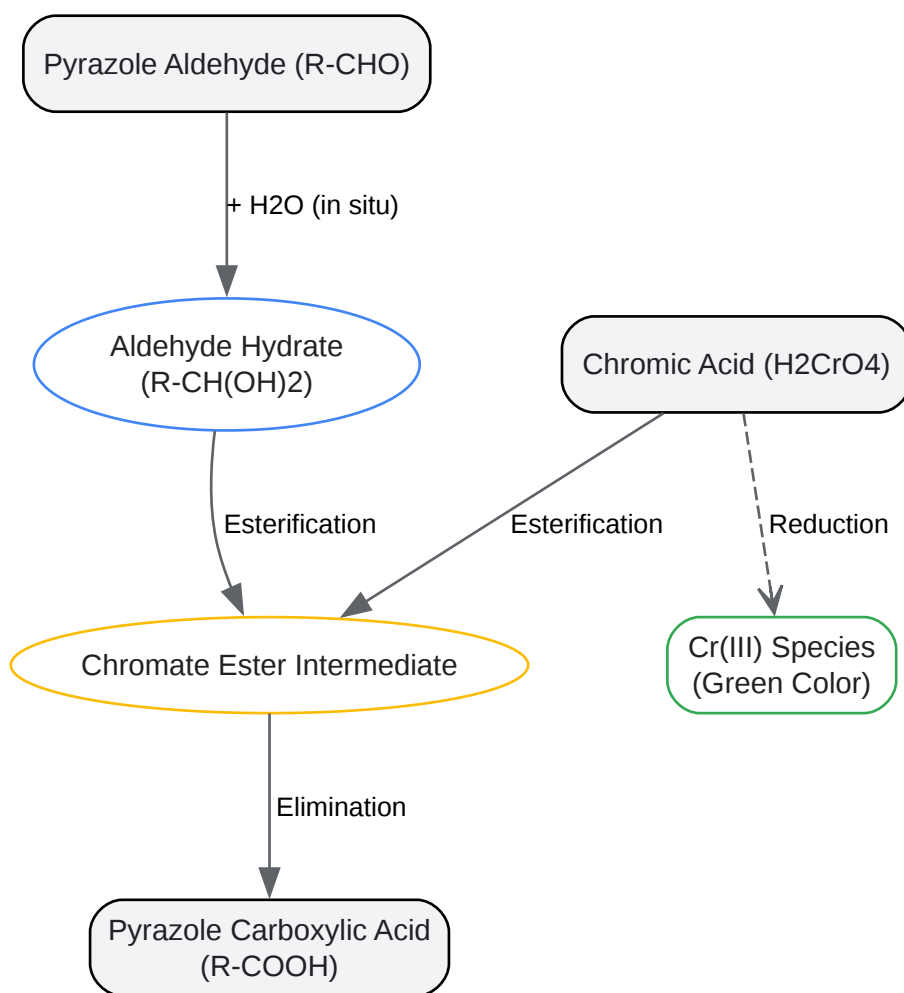 Pyrazole Aldehyde (R-CHO)
+ H2O (in situ)
Aldehyde Hydrate
(R-CH(OH)2)
Chromic Acid (H2CrO4)
Esterification
Esterification
Reduction
Chromate Ester Intermediate
Cr(III) Species
(Green Color)
Elimination
Pyrazole Carboxylic Acid
(R-COOH)